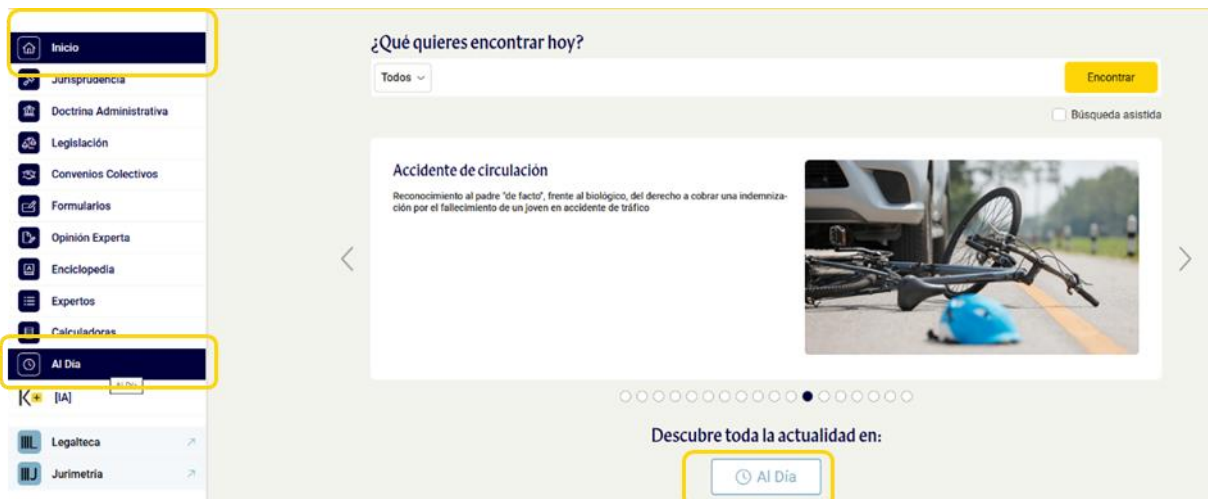 Inicio
Jurisprudencia
Doctrina Administrativa
Legislación
Convenios Colectivos
Formularios
Opinión Experta
Enciclopedia
Expertos
Calculadoras
Al Día
Al Día
K+ [IA]
Legalteca
Jurimetría
¿Qué quieres encontrar hoy?
Todos
Encontrar
Búsqueda asistida
Accidente de circulación
Reconocimiento al padre "de facto", frente al biológico, del derecho a cobrar una indemniza-
ción por el fallecimiento de un joven en accidente de tráfico
Descubre toda la actualidad en:
Al Día